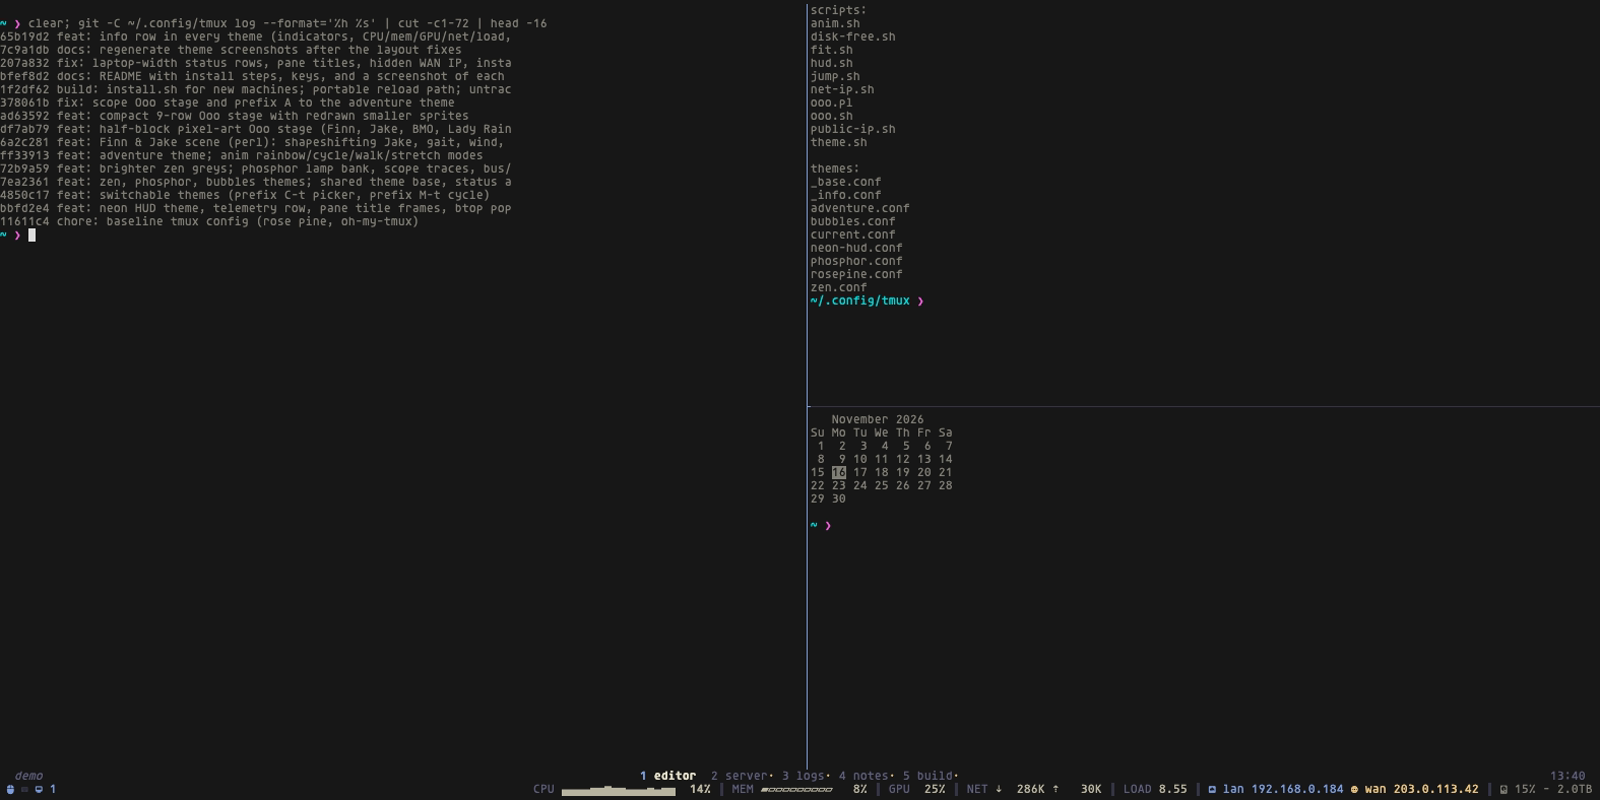 ~ ❯ clear; git -C ~/.config/tmux log --format='%h %s' | cut -c1-72 | head -16
65b19d2 feat: info row in every theme (indicators, CPU/mem/GPU/net/load,
7c9a1db docs: regenerate theme screenshots after the layout fixes
207a832 fix: laptop-width status rows, pane titles, hidden WAN IP, insta
bfef8d2 docs: README with install steps, keys, and a screenshot of each
1f2df62 build: install.sh for new machines; portable reload path; untrac
378061b fix: scope Ooo stage and prefix A to the adventure theme
ad63592 feat: compact 9-row Ooo stage with redrawn smaller sprites
df7ab79 feat: half-block pixel-art Ooo stage (Finn, Jake, BMO, Lady Rain
6a2c281 feat: Finn & Jake scene (perl): shapeshifting Jake, gait, wind,
ff33913 feat: adventure theme; anim rainbow/cycle/walk/stretch modes
72b9a59 feat: brighter zen greys; phosphor lamp bank, scope traces, bus/
7ea2361 feat: zen, phosphor, bubbles themes; shared theme base, status a
4850c17 feat: switchable themes (prefix C-t picker, prefix M-t cycle)
bbfd2e4 feat: neon HUD theme, telemetry row, pane title frames, btop pop
11611c4 chore: baseline tmux config (rose pine, oh-my-tmux)
~ ❯
scripts:
anim.sh
disk-free.sh
fit.sh
hud.sh
jump.sh
net-ip.sh
ooo.pl
ooo.sh
public-ip.sh
theme.sh
themes:
_base.conf
_info.conf
adventure.conf
bubbles.conf
current.conf
neon-hud.conf
phosphor.conf
rosepine.conf
zen.conf
~/.config/tmux ❯
November 2026
Su Mo Tu We Th Fr Sa
1 2 3 4 5 6 7
8 9 10 11 12 13 14
15 16 17 18 19 20 21
22 23 24 25 26 27 28
29 30
~ ❯
demo 1 editor 2 server· 3 logs· 4 notes· 5 build· 13:40
1 CPU 14% | MEM 8% | GPU 25% | NET ↓ 286K ↑ 30K | LOAD 8.55 | lan 192.168.0.184 wan 203.0.113.42 | 15% - 2.0TB